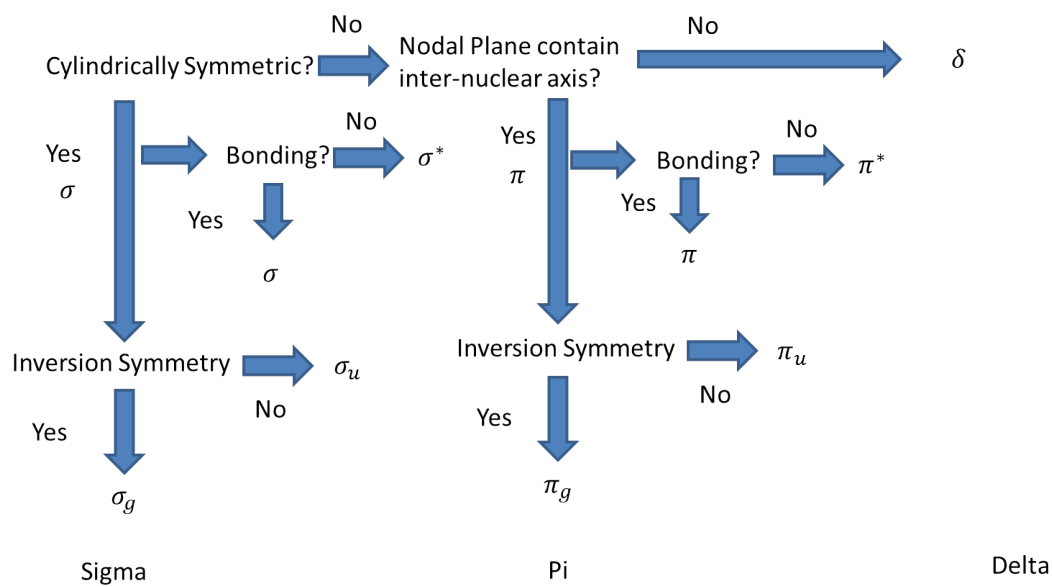 No
Nodal Plane contain
No
Cylindrically Symmetric?
inter-nuclear axis?
δ
Yes
σ
No
Bonding?
σ*
Yes
σ
Yes
π
No
Bonding?
π*
Yes
π
Inversion Symmetry
σᵤ
No
Yes
σg
Inversion Symmetry
πᵤ
No
Yes
πg
Sigma
Pi
Delta